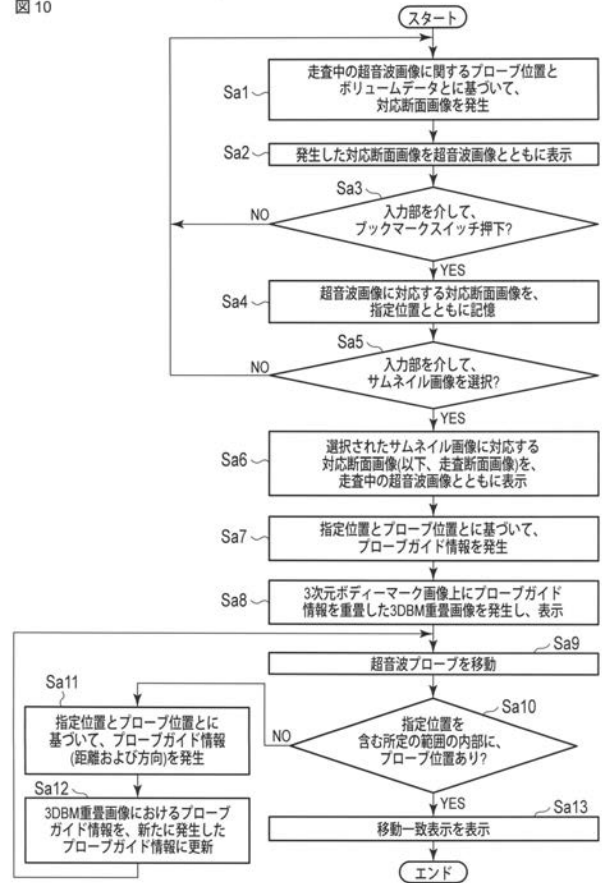 図 10
スタート
Sa1
走査中の超音波画像に関するプローブ位置と
ボリュームデータとに基づいて、
対応断面画像を発生
Sa2
発生した対応断面画像を超音波画像とともに表示
Sa3
入力部を介して、
ブックマークスイッチ押下?
NO
YES
Sa4
超音波画像に対応する対応断面画像を、
指定位置とともに記憶
Sa5
入力部を介して、
サムネイル画像を選択?
NO
YES
Sa6
選択されたサムネイル画像に対応する
対応断面画像(以下、走査断面画像)を、
走査中の超音波画像とともに表示
Sa7
指定位置とプローブ位置とに基づいて、
プローブガイド情報を発生
Sa8
3次元ボディーマーク画像上にプローブガイド
情報を重畳した3DBM重畳画像を発生し、表示
Sa9
超音波プローブを移動
Sa10
指定位置を
含む所定の範囲の内部に、
プローブ位置あり?
NO
YES
Sa11
指定位置とプローブ位置とに
基づいて、プローブガイド情報
(距離および方向)を発生
Sa12
3DBM重畳画像におけるプローブ
ガイド情報を、新たに発生した
プローブガイド情報に更新
Sa13
移動一致表示を表示
エンド